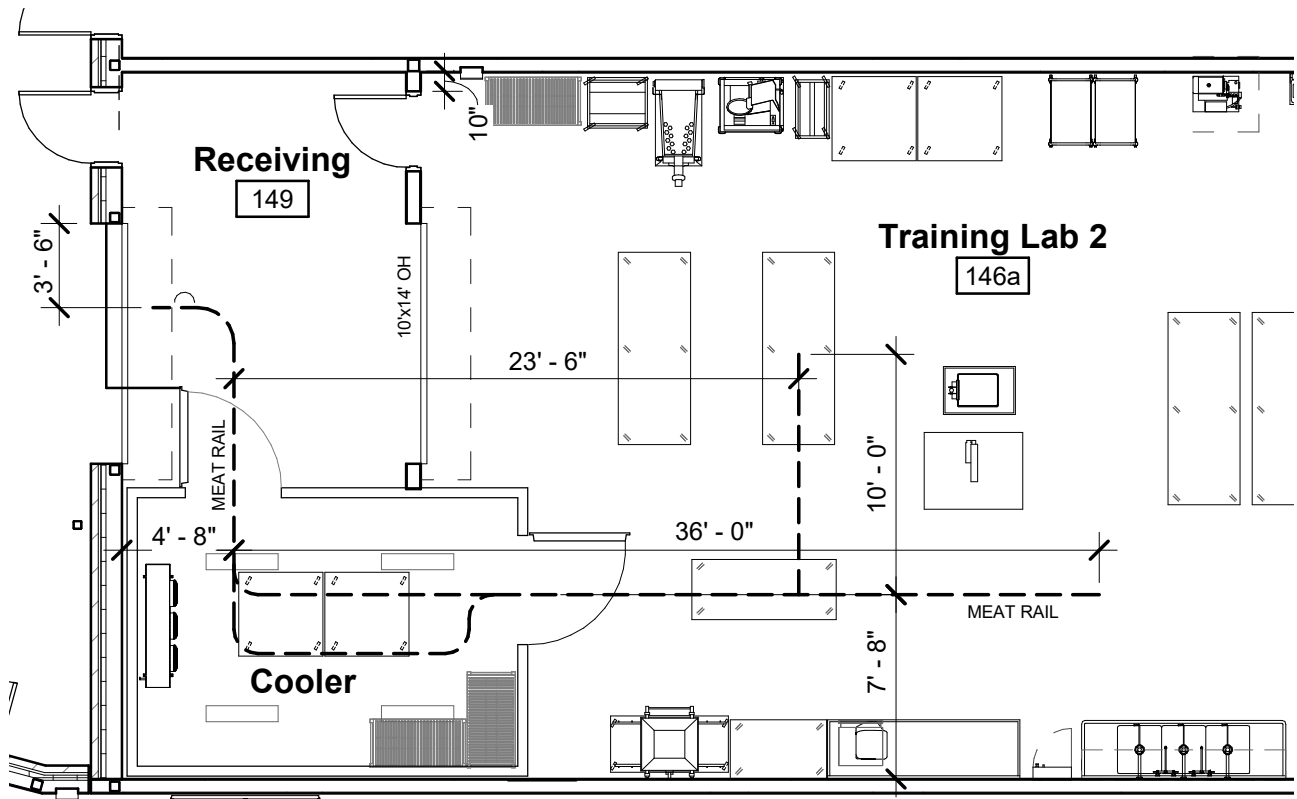 10"
Receiving
149
Training Lab 2
146a
3' - 6"
10'x14' OH
23' - 6"
MEAT RAIL
10' - 0"
4' - 8"
36' - 0"
MEAT RAIL
7' - 8"
Cooler